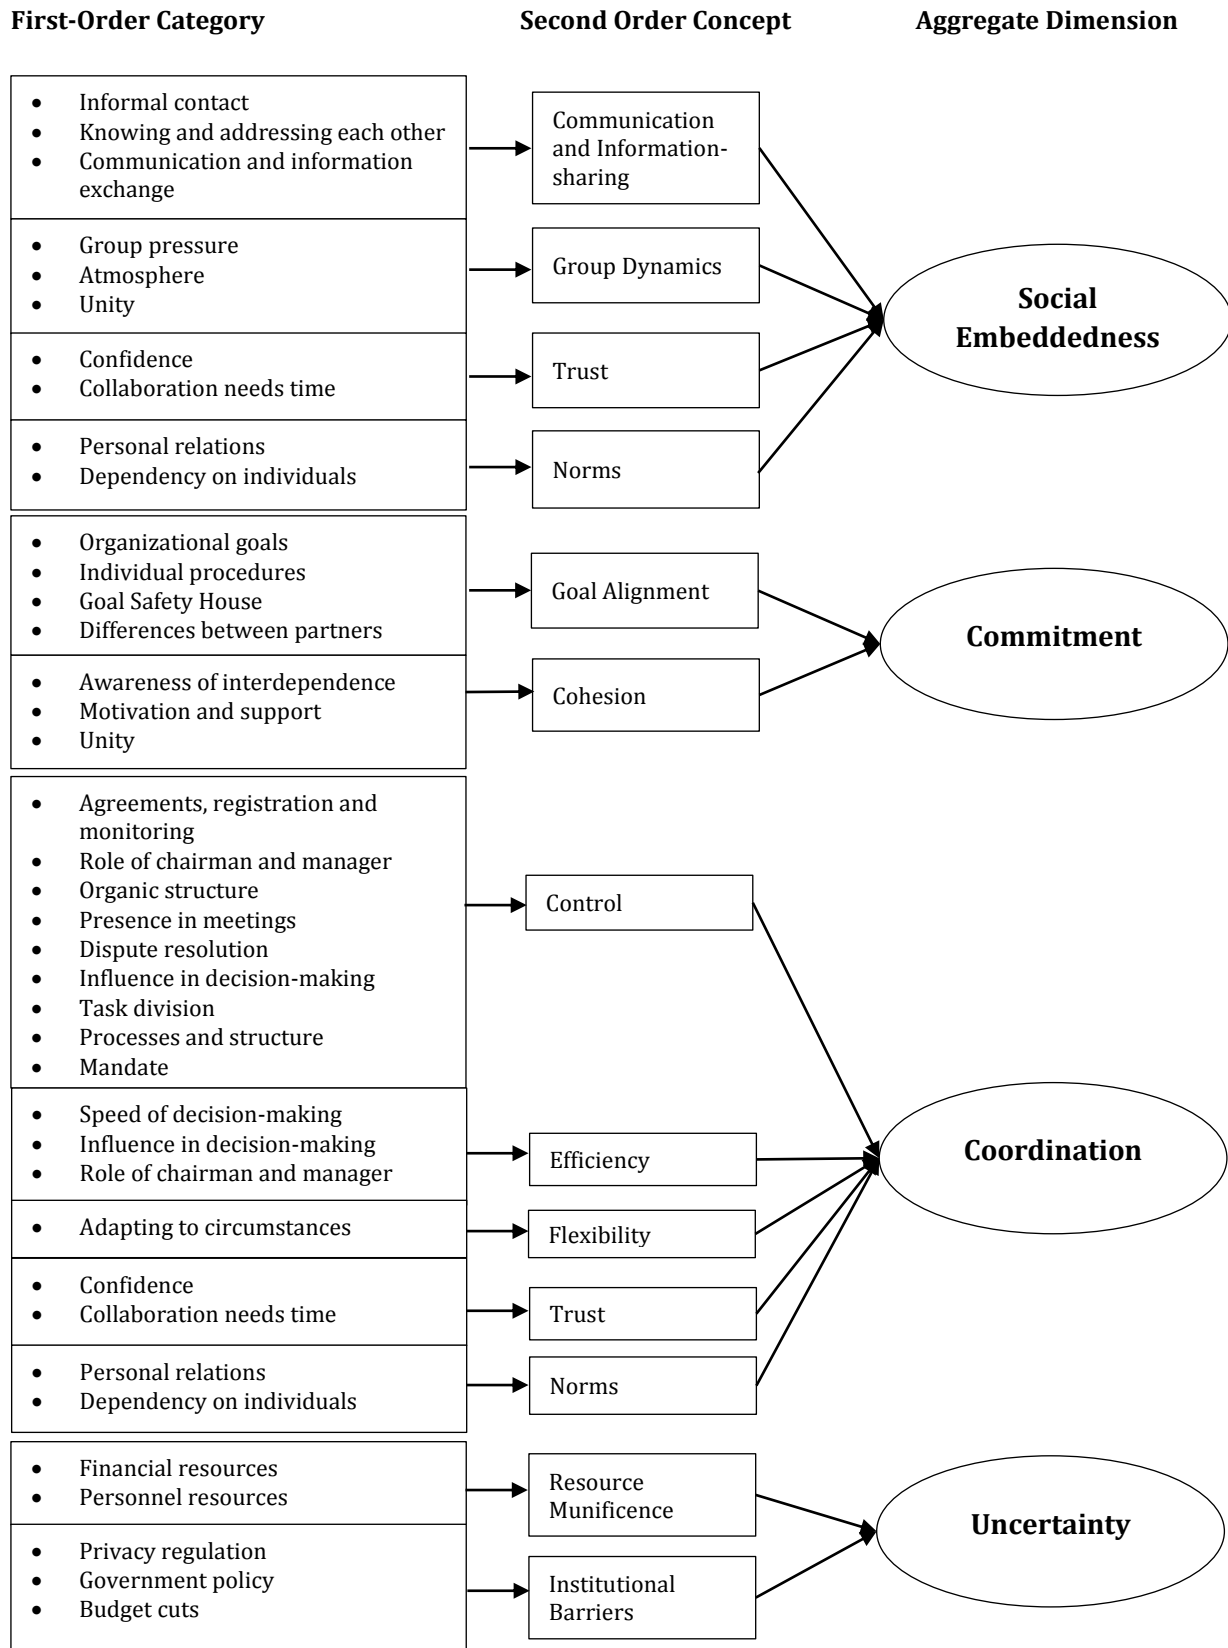 First-Order Category
Second Order Concept
Aggregate Dimension
• Informal contact
• Knowing and addressing each other
• Communication and information
exchange
Communication
and Information-
sharing
• Group pressure
• Atmosphere
• Unity
Group Dynamics
• Confidence
• Collaboration needs time
Trust
• Personal relations
• Dependency on individuals
Norms
Social
Embeddedness
• Organizational goals
• Individual procedures
• Goal Safety House
• Differences between partners
Goal Alignment
• Awareness of interdependence
• Motivation and support
• Unity
Cohesion
Commitment
• Agreements, registration and
monitoring
• Role of chairman and manager
• Organic structure
• Presence in meetings
• Dispute resolution
• Influence in decision-making
• Task division
• Processes and structure
• Mandate
Control
• Speed of decision-making
• Influence in decision-making
• Role of chairman and manager
Efficiency
• Adapting to circumstances
Flexibility
• Confidence
• Collaboration needs time
Trust
• Personal relations
• Dependency on individuals
Norms
Coordination
• Financial resources
• Personnel resources
Resource
Munificence
• Privacy regulation
• Government policy
• Budget cuts
Institutional
Barriers
Uncertainty